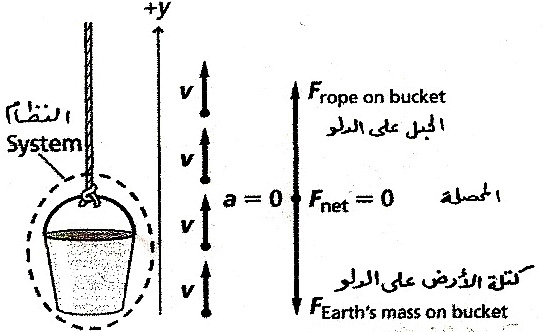 +y
النظام
System
v
v
v
v
F rope on bucket
الحبل على الدلو
a = 0
F net = 0
المحصلة
كتلة الأرض على الدلو
F Earth's mass on bucket